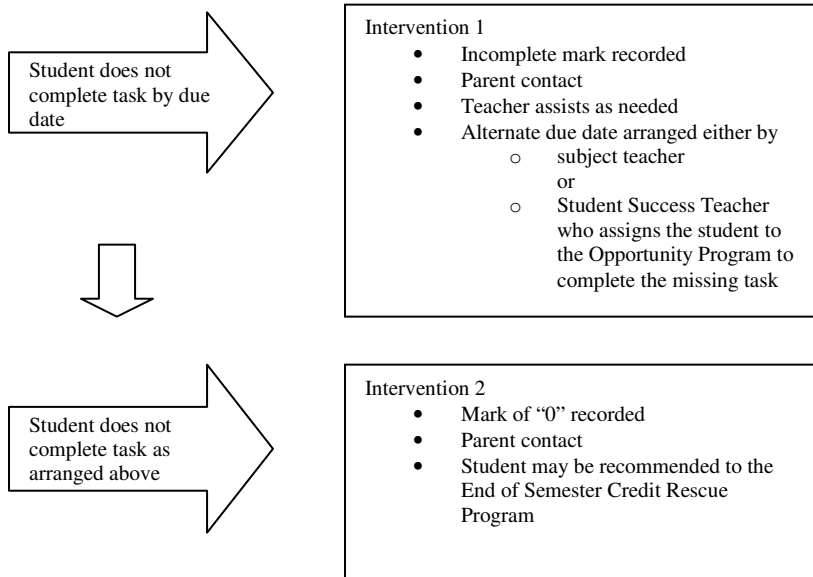 Student does not
complete task by due
date
Intervention 1
• Incomplete mark recorded
• Parent contact
• Teacher assists as needed
• Alternate due date arranged either by
o subject teacher
or
o Student Success Teacher
who assigns the student to
the Opportunity Program to
complete the missing task
Student does not
complete task as
arranged above
Intervention 2
• Mark of “0” recorded
• Parent contact
• Student may be recommended to the
End of Semester Credit Rescue
Program